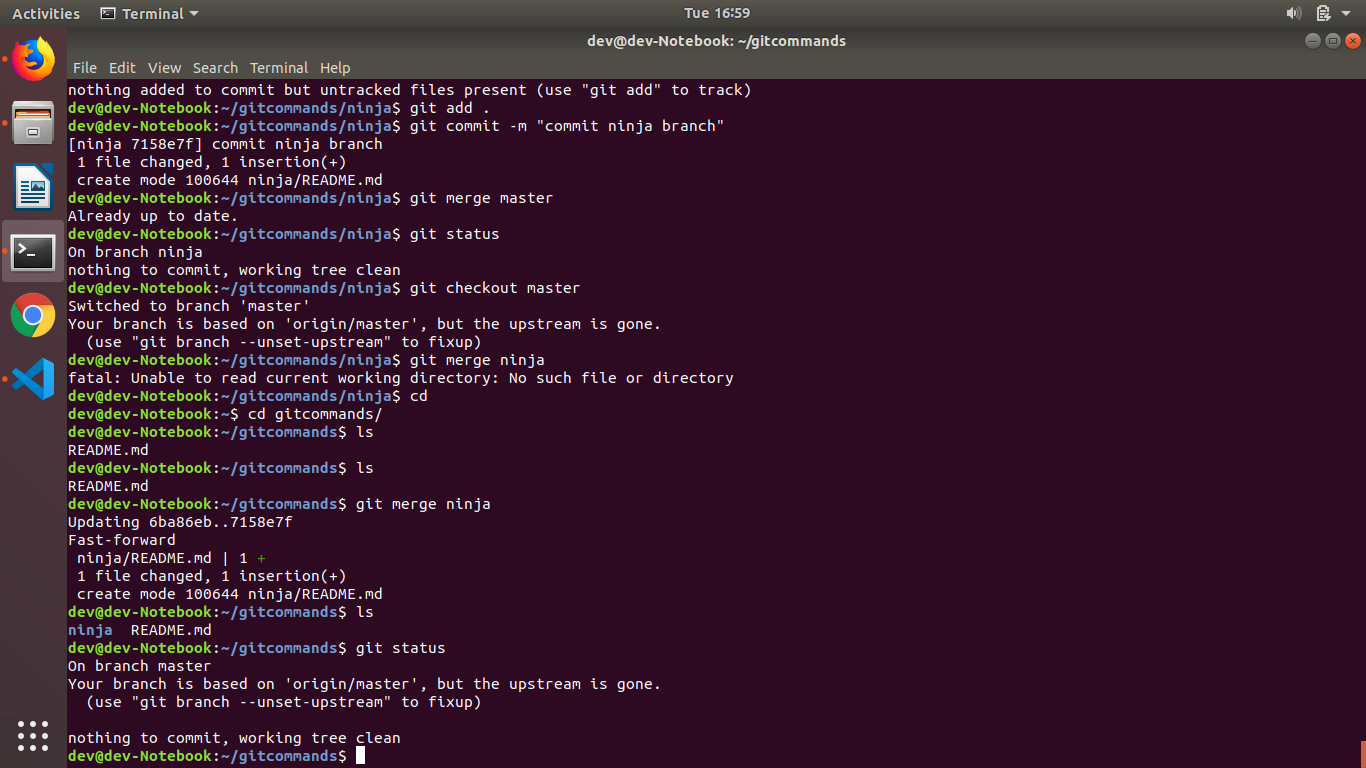 Activities Terminal Tue 16:59
dev@dev-Notebook: ~/gitcommands
File Edit View Search Terminal Help
nothing added to commit but untracked files present (use "git add" to track)
dev@dev-Notebook:~/gitcommands/ninja$ git add .
dev@dev-Notebook:~/gitcommands/ninja$ git commit -m "commit ninja branch"
[ninja 7158e7f] commit ninja branch
 1 file changed, 1 insertion(+)
 create mode 100644 ninja/README.md
dev@dev-Notebook:~/gitcommands/ninja$ git merge master
Already up to date.
dev@dev-Notebook:~/gitcommands/ninja$ git status
On branch ninja
nothing to commit, working tree clean
dev@dev-Notebook:~/gitcommands/ninja$ git checkout master
Switched to branch 'master'
Your branch is based on 'origin/master', but the upstream is gone.
  (use "git branch --unset-upstream" to fixup)
dev@dev-Notebook:~/gitcommands/ninja$ git merge ninja
fatal: Unable to read current working directory: No such file or directory
dev@dev-Notebook:~/gitcommands/ninja$ cd
dev@dev-Notebook:~$ cd gitcommands/
dev@dev-Notebook:~/gitcommands$ ls
README.md
dev@dev-Notebook:~/gitcommands$ ls
README.md
dev@dev-Notebook:~/gitcommands$ git merge ninja
Updating 6ba86eb..7158e7f
Fast-forward
 ninja/README.md | 1 +
 1 file changed, 1 insertion(+)
 create mode 100644 ninja/README.md
dev@dev-Notebook:~/gitcommands$ ls
ninja  README.md
dev@dev-Notebook:~/gitcommands$ git status
On branch master
Your branch is based on 'origin/master', but the upstream is gone.
  (use "git branch --unset-upstream" to fixup)
nothing to commit, working tree clean
dev@dev-Notebook:~/gitcommands$